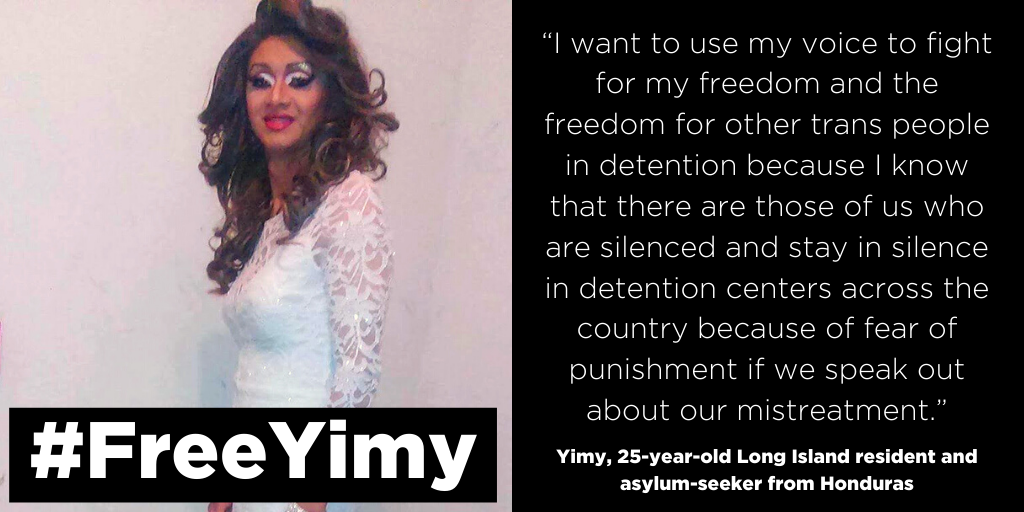 #FreeYimy
“I want to use my voice to fight
for my freedom and the
freedom for other trans people
in detention because I know
that there are those of us who
are silenced and stay in silence
in detention centers across the
country because of fear of
punishment if we speak out
about our mistreatment.”
Yimy, 25-year-old Long Island resident and
asylum-seeker from Honduras